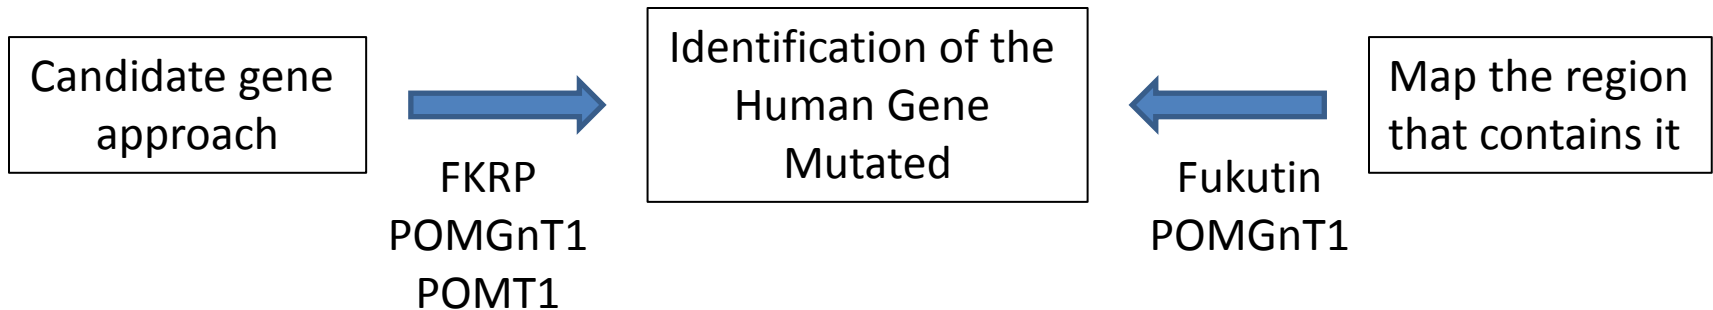 Candidate gene
approach
FKRP
POMGnT1
POMT1
Identification of the
Human Gene
Mutated
Fukutin
POMGnT1
Map the region
that contains it